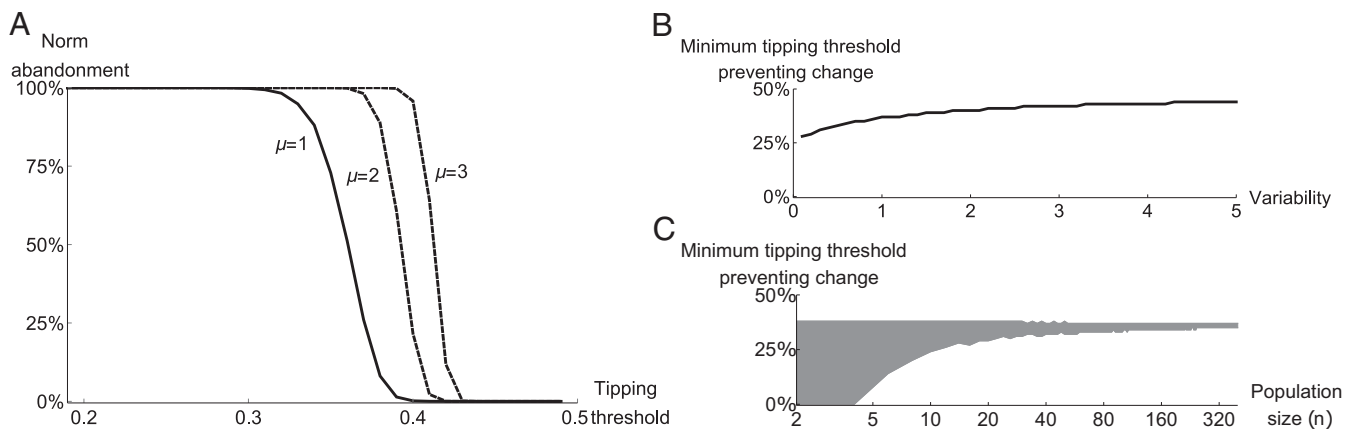 A
Norm
abandonment
100%
75%
50%
25%
0%
μ=1
μ=2
μ=3
0.2
0.3
0.4
0.5
Tipping
threshold
B
Minimum tipping threshold
preventing change
50%
25%
0%
0
1
2
3
4
5
Variability
C
Minimum tipping threshold
preventing change
50%
25%
0%
2
5
10
20
40
80
160
320
Population
size (n)